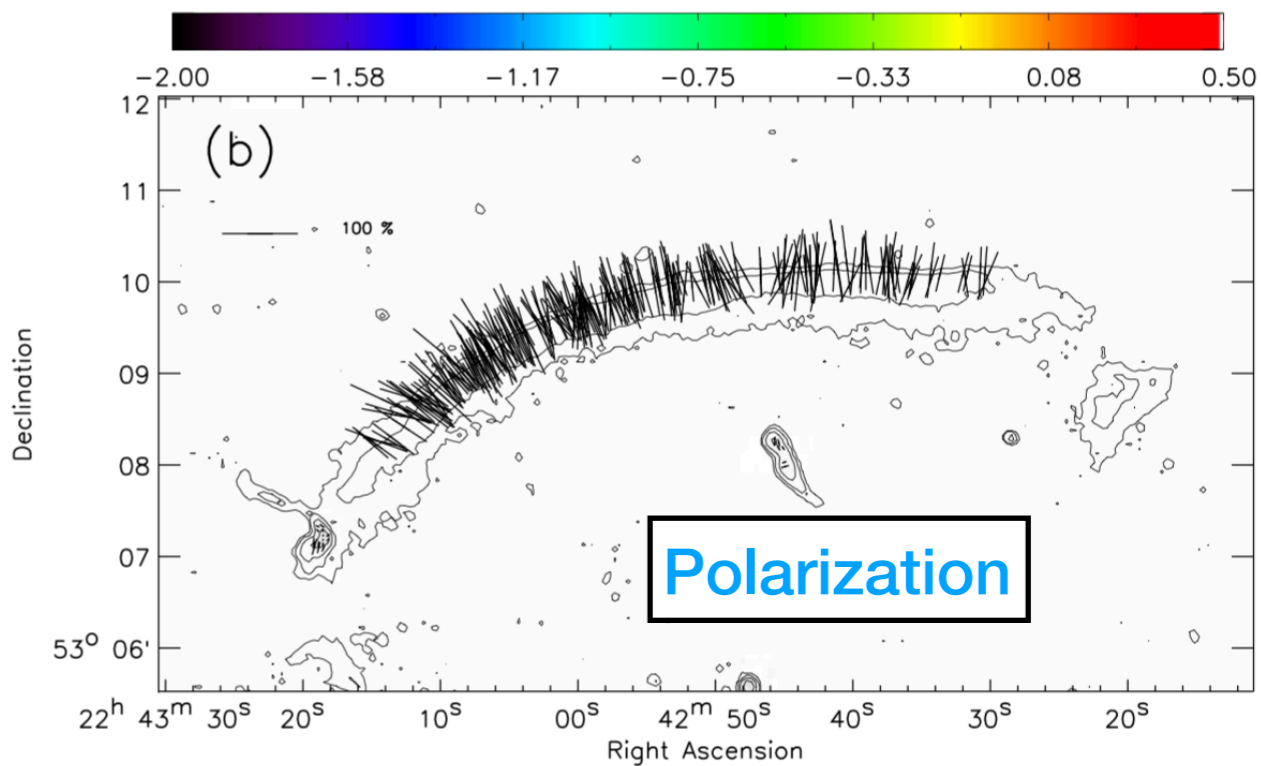 −2.00 −1.58 −1.17 −0.75 −0.33 0.08 0.50
12
(b)
11
100 %
10
09
08
07
Polarization
53° 06'
22ʰ 43ᵐ 30ˢ 20ˢ 10ˢ 00ˢ 42ᵐ 50ˢ 40ˢ 30ˢ 20ˢ
Right Ascension
Declination